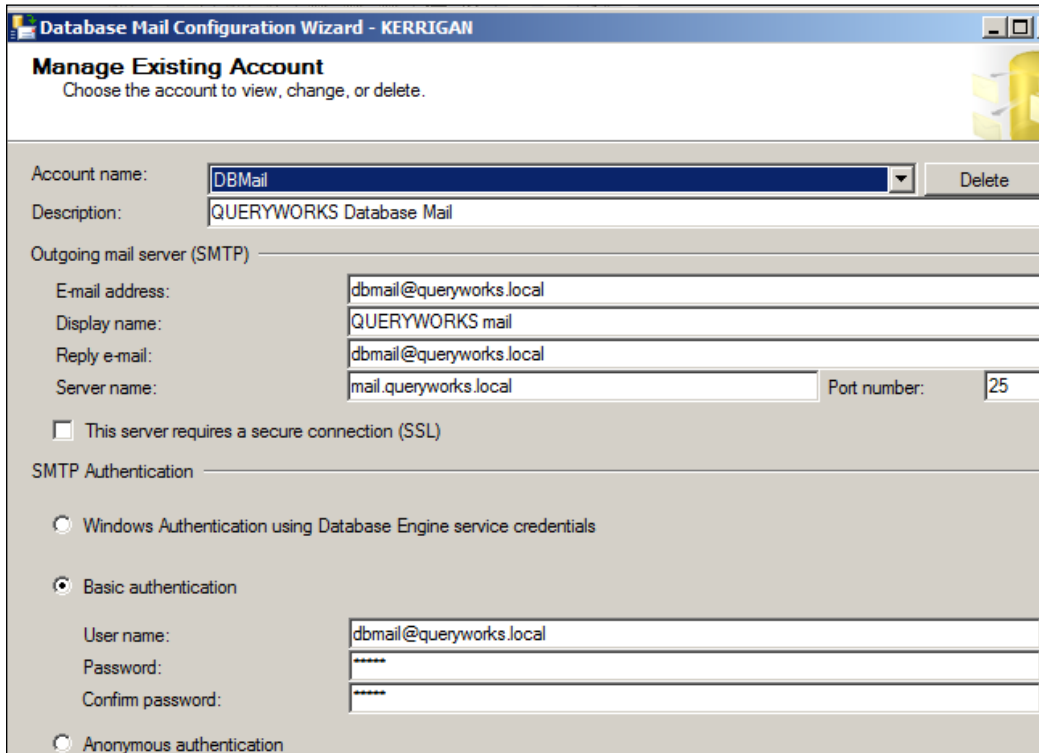 Database Mail Configuration Wizard - KERRIGAN
Manage Existing Account
Choose the account to view, change, or delete.
Account name: DBMail Delete
Description: QUERYWORKS Database Mail
Outgoing mail server (SMTP)
E-mail address: dbmail@queryworks.local
Display name: QUERYWORKS mail
Reply e-mail: dbmail@queryworks.local
Server name: mail.queryworks.local Port number: 25
This server requires a secure connection (SSL)
SMTP Authentication
Windows Authentication using Database Engine service credentials
Basic authentication
User name: dbmail@queryworks.local
Password: *****
Confirm password: *****
Anonymous authentication